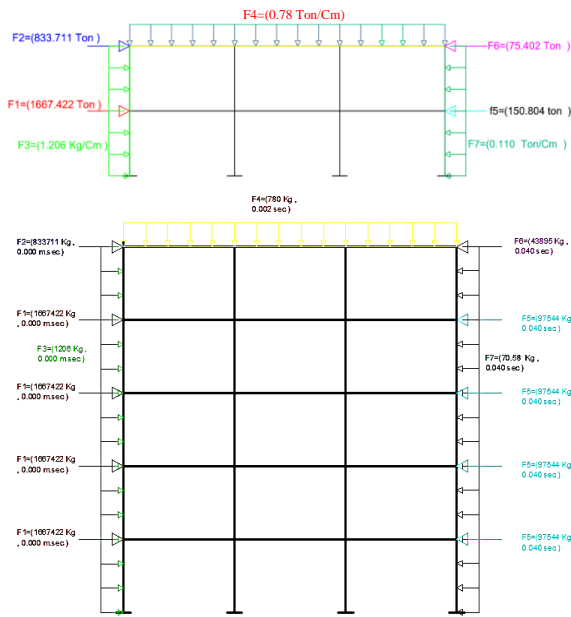 F4=(0.78 Ton/Cm)
F2=(833.711 Ton )
F6=(75.402 Ton )
F1=(1667.422 Ton)
f5=(150.804 ton )
F3=(1.206 Kg/Cm )
F7=(0.110 Ton/Cm )
F4=(780 Kg ,
0.002 sec)
F2=(833711 Kg ,
0.000 m.sec)
F6=(43895 Kg ,
0.040 sec)
F1=(1667422 Kg
, 0.000 m.sec)
F5=(97544 Kg
0.040 sec)
F3=(1206 Kg ,
0.000 m.sec)
F7=(70.58 Kg ,
0.040 sec)
F1=(1667422 Kg
, 0.000 m.sec)
F5=(97544 Kg
0.040 sec)
F1=(1667422 Kg
, 0.000 m.sec)
F5=(97544 Kg
0.040 sec)
F1=(1667422 Kg
, 0.000 m.sec)
F5=(97544 Kg
0.040 sec)